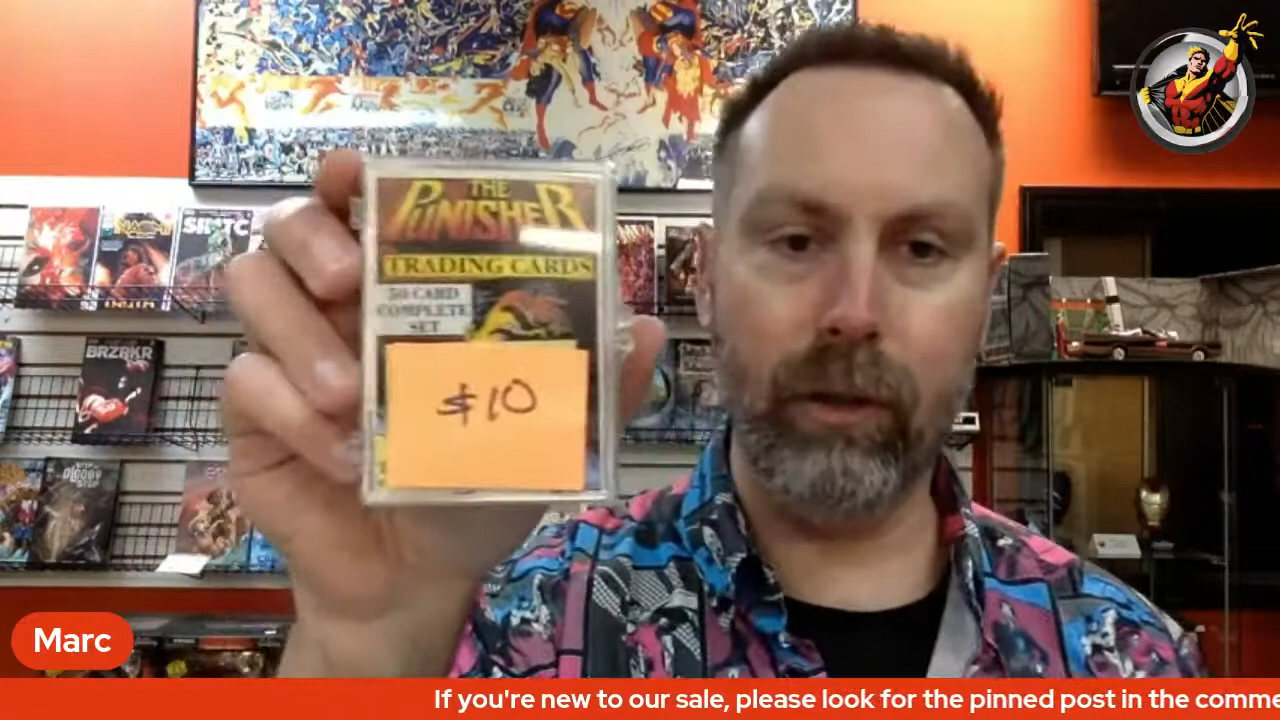 THE
PUNISHER
TRADING CARDS
50 CARD
COMPLETE
SET
$10
BRZRKR
Marc
If you're new to our sale, please look for the pinned post in the comme